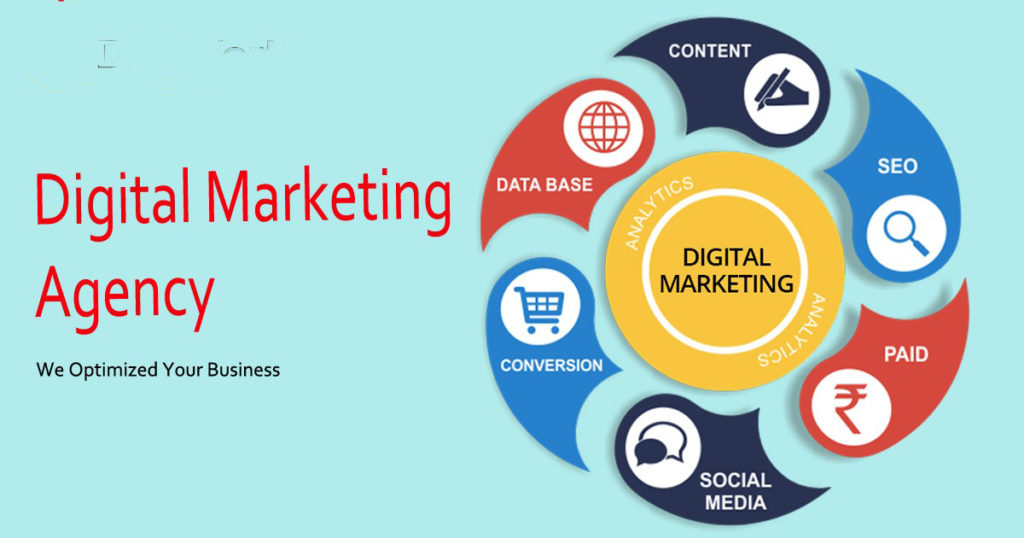 Digital Marketing
Agency
We Optimized Your Business
CONTENT
SEO
PAID
SOCIAL
MEDIA
CONVERSION
DATA BASE
ANALYTICS
DIGITAL
MARKETING
ANALYTICS